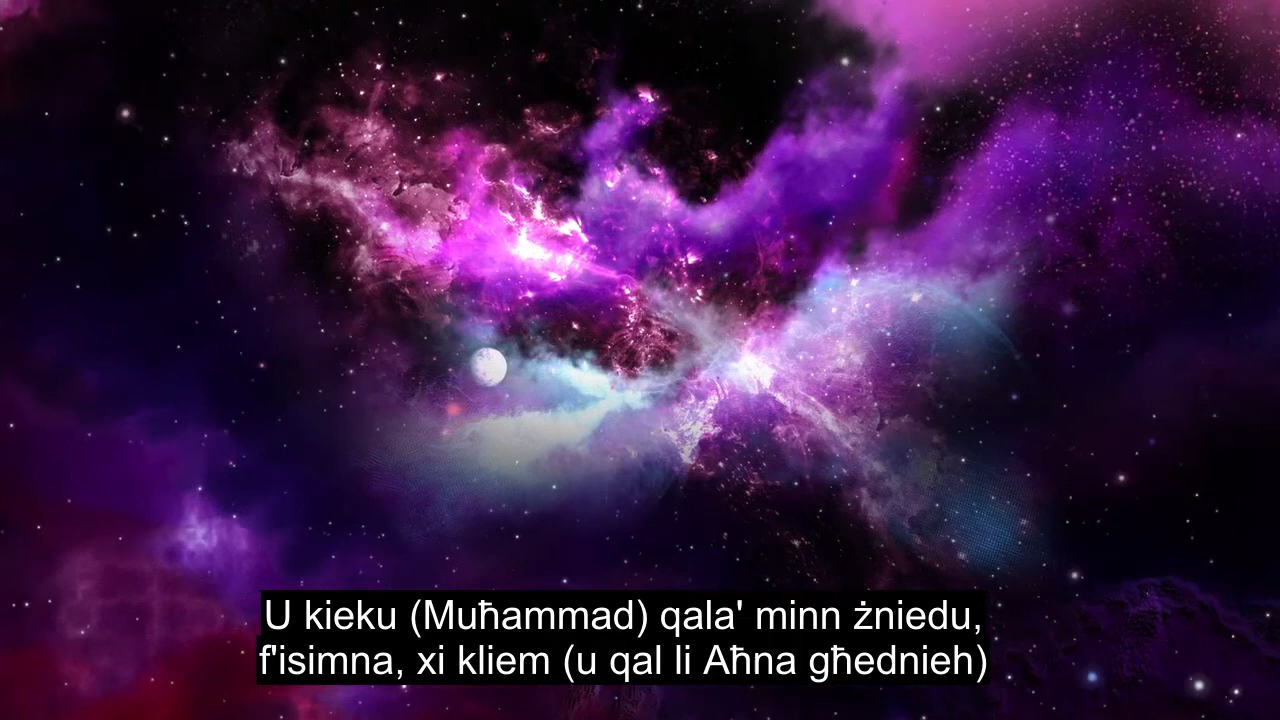 U kieku (Muħammad) qala' minn żniedu,
f'isimna, xi kliem (u qal li Aħna għednieh)